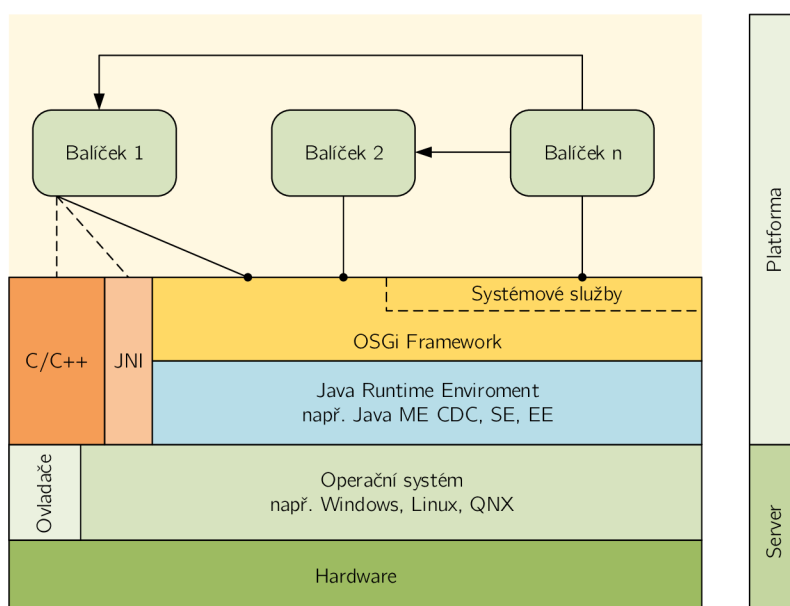 Balíček 1
Balíček 2
Balíček n
Platforma
Systémové služby
OSGi Framework
C/C++
JNI
Java Runtime Enviroment
např. Java ME CDC, SE, EE
Ovladače
Operační systém
např. Windows, Linux, QNX
Server
Hardware